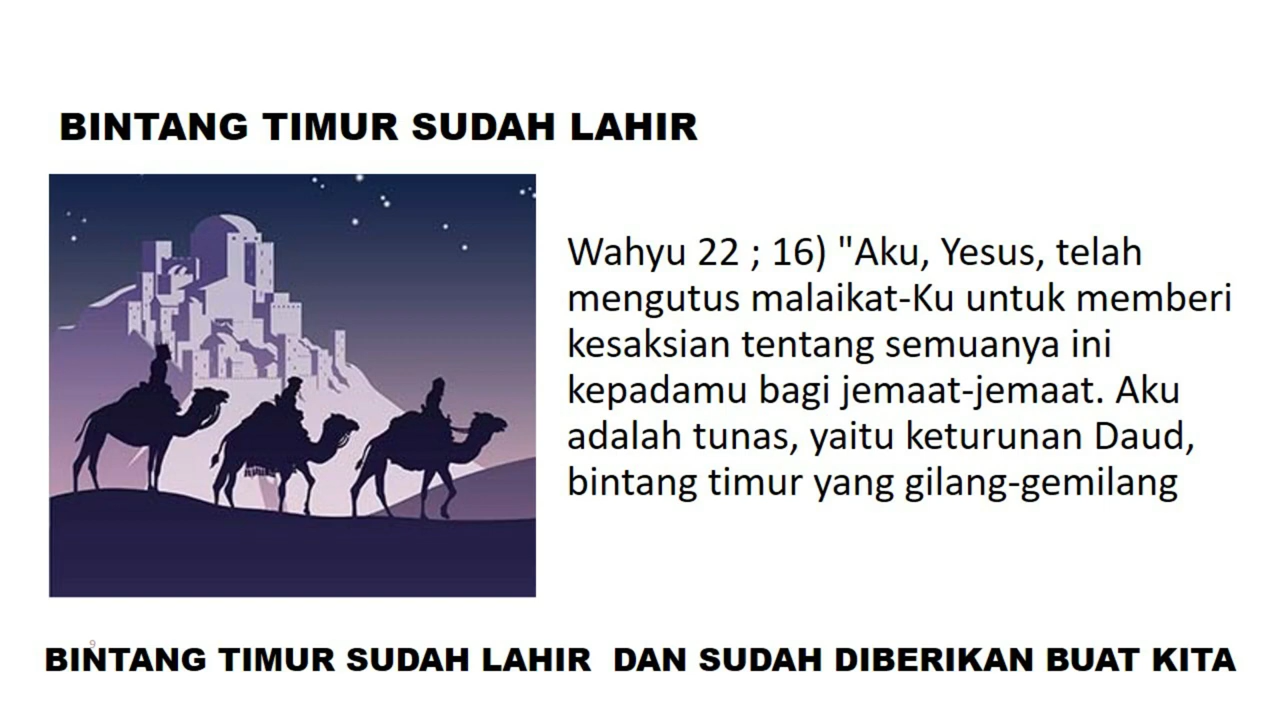 BINTANG TIMUR SUDAH LAHIR
Wahyu 22 ; 16) "Aku, Yesus, telah
mengutus malaikat-Ku untuk memberi
kesaksian tentang semuanya ini
kepadamu bagi jemaat-jemaat. Aku
adalah tunas, yaitu keturunan Daud,
bintang timur yang gilang-gemilang
9
BINTANG TIMUR SUDAH LAHIR  DAN SUDAH DIBERIKAN BUAT KITA